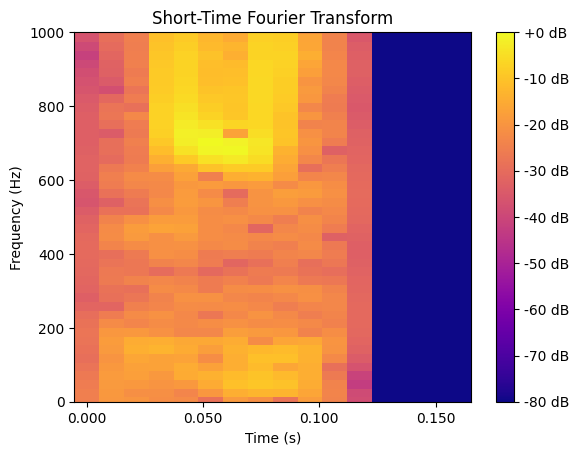 Short-Time Fourier Transform
1000
800
600
400
200
0
Frequency (Hz)
0.000
0.050
0.100
0.150
Time (s)
+0 dB
-10 dB
-20 dB
-30 dB
-40 dB
-50 dB
-60 dB
-70 dB
-80 dB